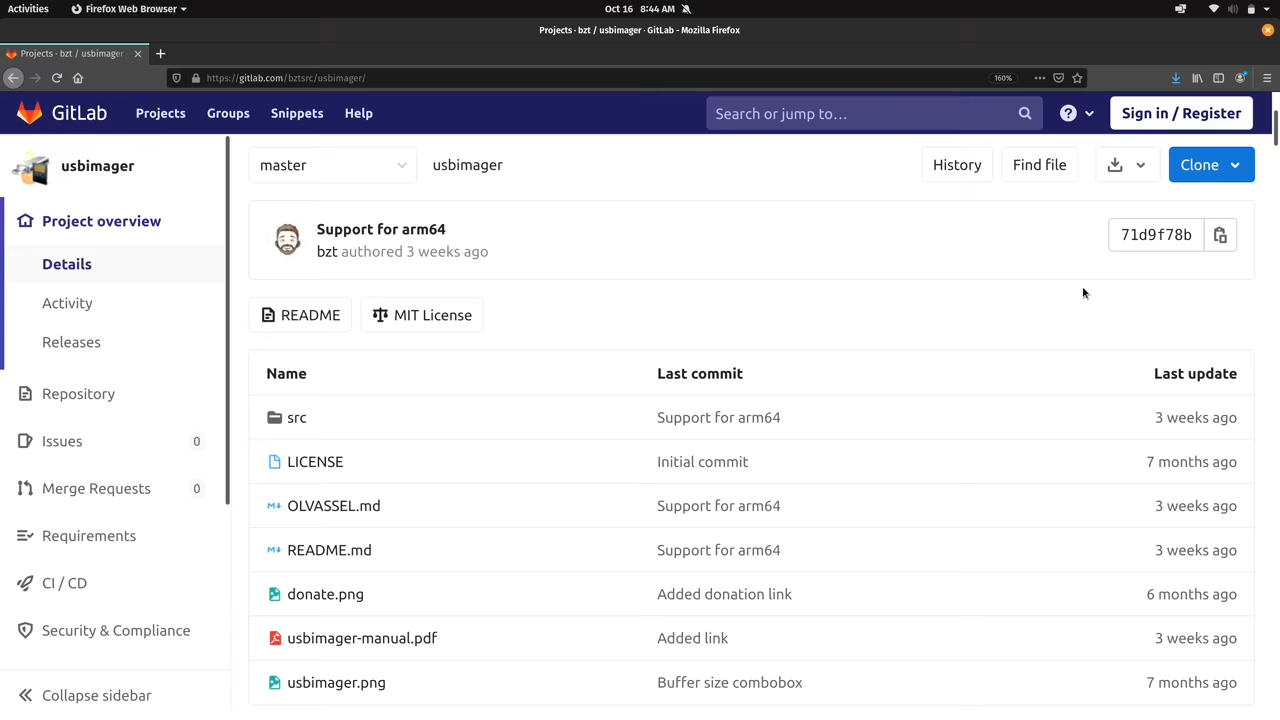 Activities
Firefox Web Browser
Oct 16 8:44 AM
Projects · bzt / usbimager · GitLab - Mozilla Firefox
Projects · bzt / usbimager
https://gitlab.com/bztsrc/usbimager/
160%
GitLab
Projects
Groups
Snippets
Help
Search or jump to…
Sign in / Register
usbimager
Project overview
Details
Activity
Releases
Repository
Issues 0
Merge Requests 0
Requirements
CI / CD
Security & Compliance
Collapse sidebar
master
usbimager
History
Find file
Clone
Support for arm64
bzt authored 3 weeks ago
71d9f78b
README
MIT License
Name Last commit Last update
src Support for arm64 3 weeks ago
LICENSE Initial commit 7 months ago
OLVASSEL.md Support for arm64 3 weeks ago
README.md Support for arm64 3 weeks ago
donate.png Added donation link 6 months ago
usbimager-manual.pdf Added link 3 weeks ago
usbimager.png Buffer size combobox 7 months ago